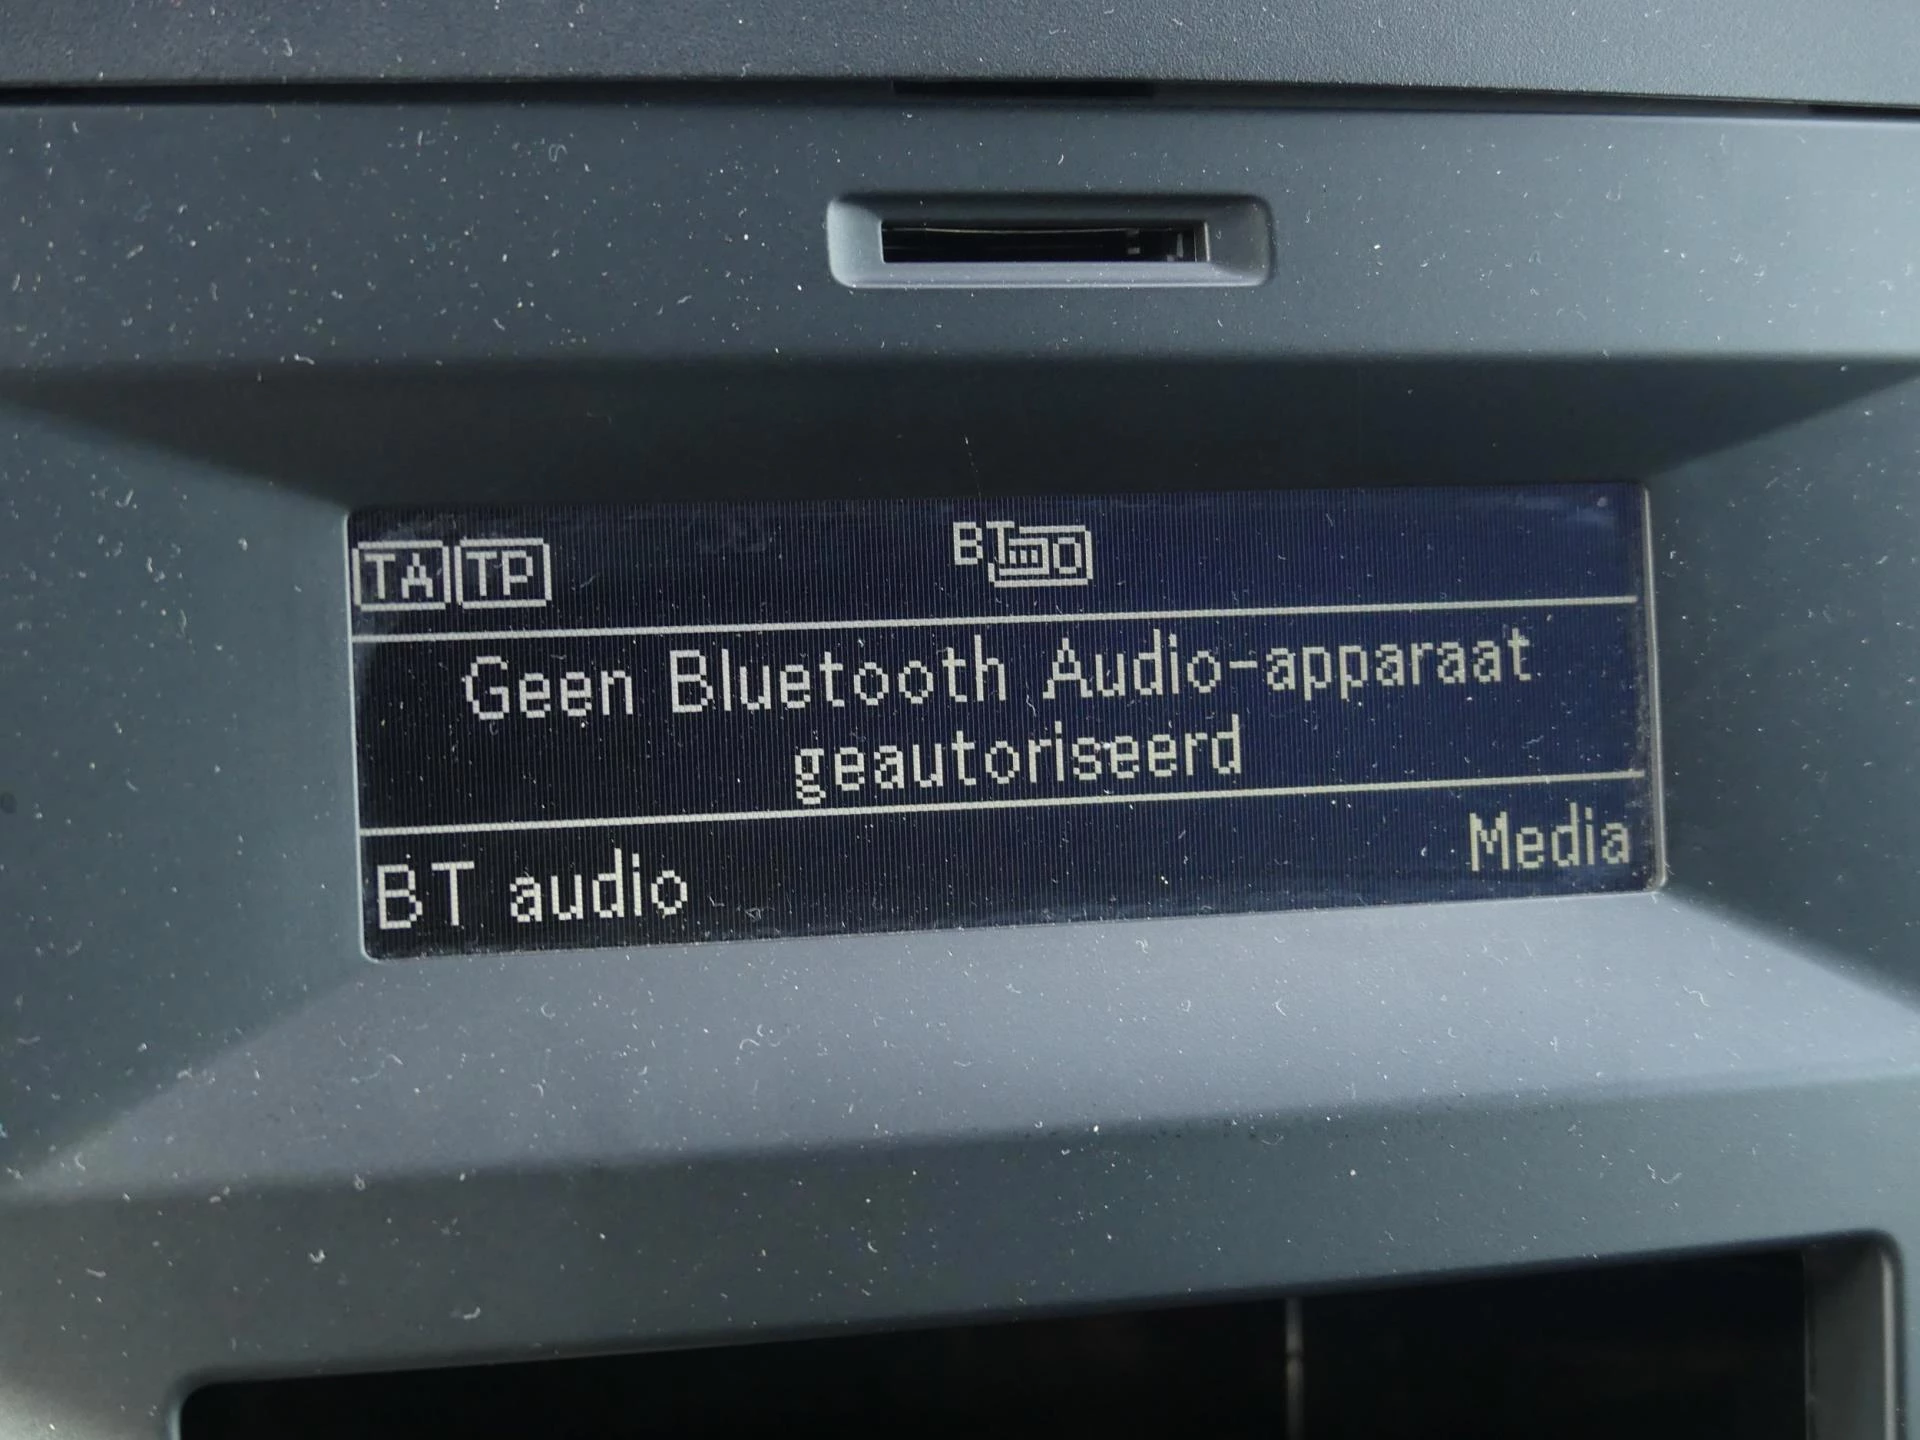 TA TP BT
Geen Bluetooth Audio-apparaat
geautoriseerd
BT audio Media